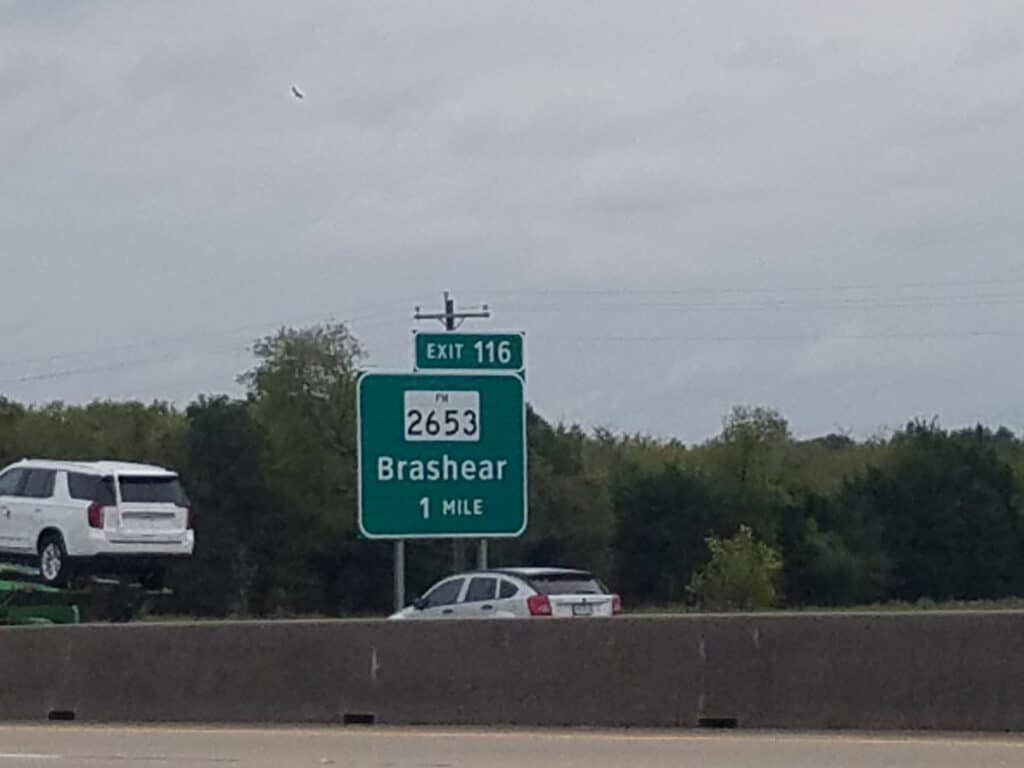 EXIT 116
FM
2653
Brashear
1 MILE